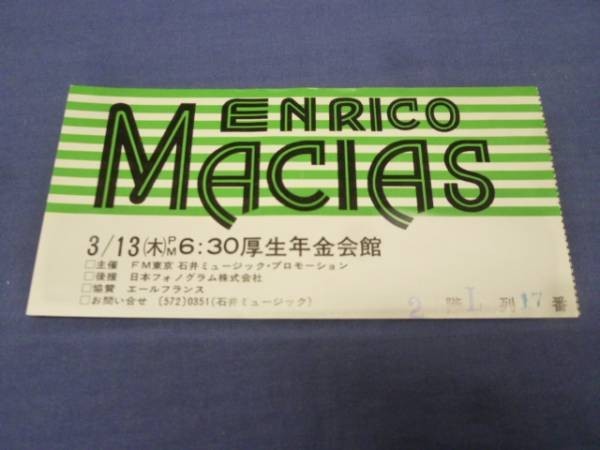 ENRICO
MACIAS
3/13(木)PM6:30厚生年金会館
□主催 FM東京 石井ミュージック・プロモーション
□後援 日本フォノグラム株式会社
□協賛 エールフランス
□お問い合せ (572)0351(石井ミュージック)
2 階 L 列 17 番